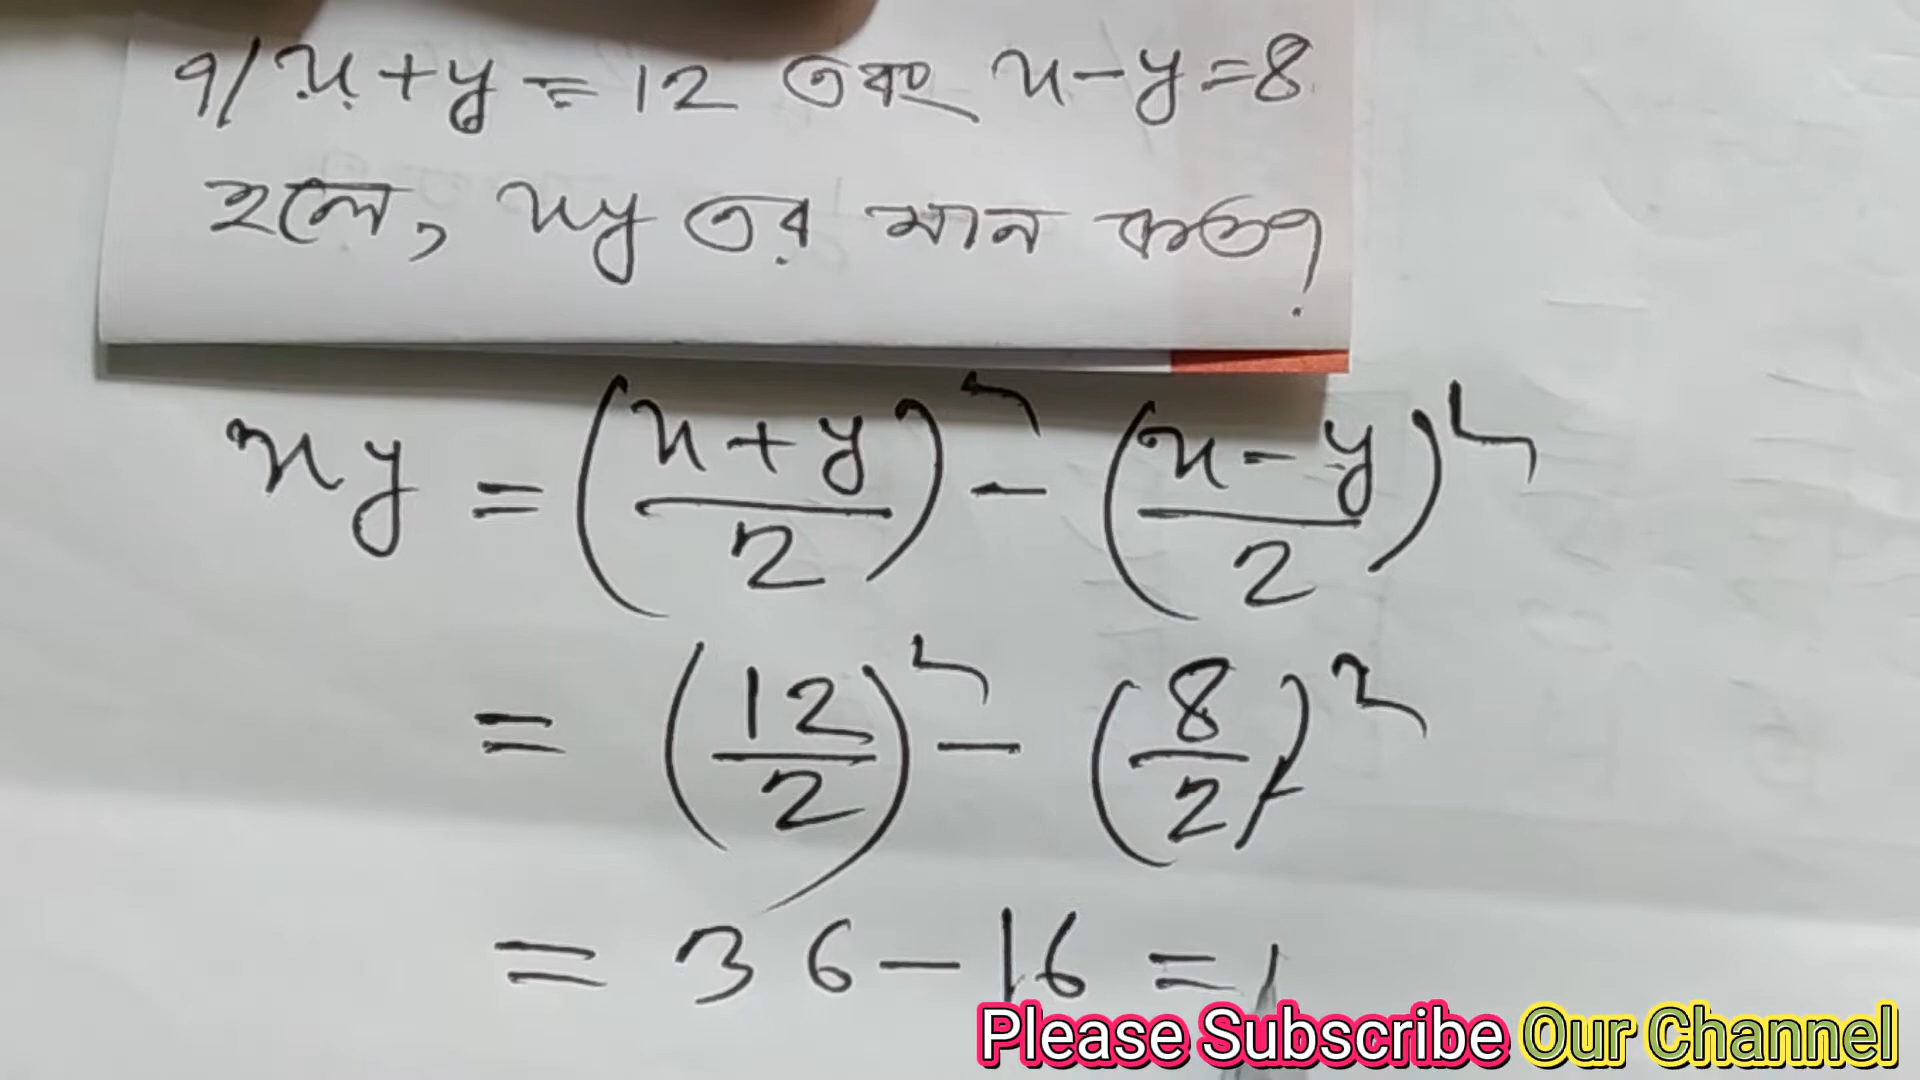 9/ x + y = 12 এবং x - y = 8
হলে, xy এর মান কত?
xy = (x + y / 2)² - (x - y / 2)²
= (12 / 2)² - (8 / 2)²
= 36 - 16 =
Please Subscribe Our Channel